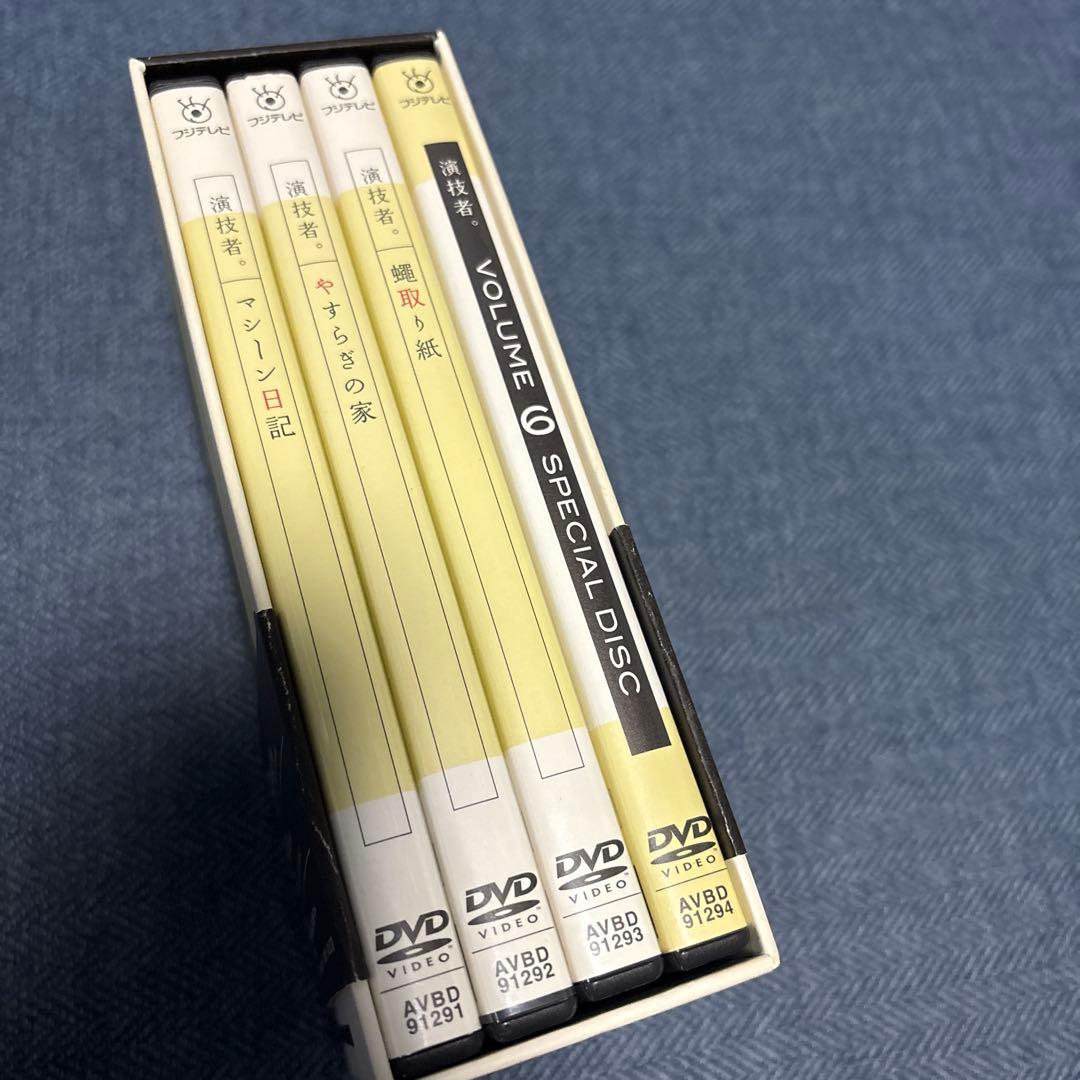 フジテレビ
演技者。
マシーン日記
DVD
VIDEO
AVBD
91291
フジテレビ
演技者。
やすらぎの家
DVD
VIDEO
AVBD
91292
フジテレビ
演技者。
蠅取り紙
DVD
VIDEO
AVBD
91293
フジテレビ
演技者。
VOLUME 6 SPECIAL DISC
DVD
VIDEO
AVBD
91294